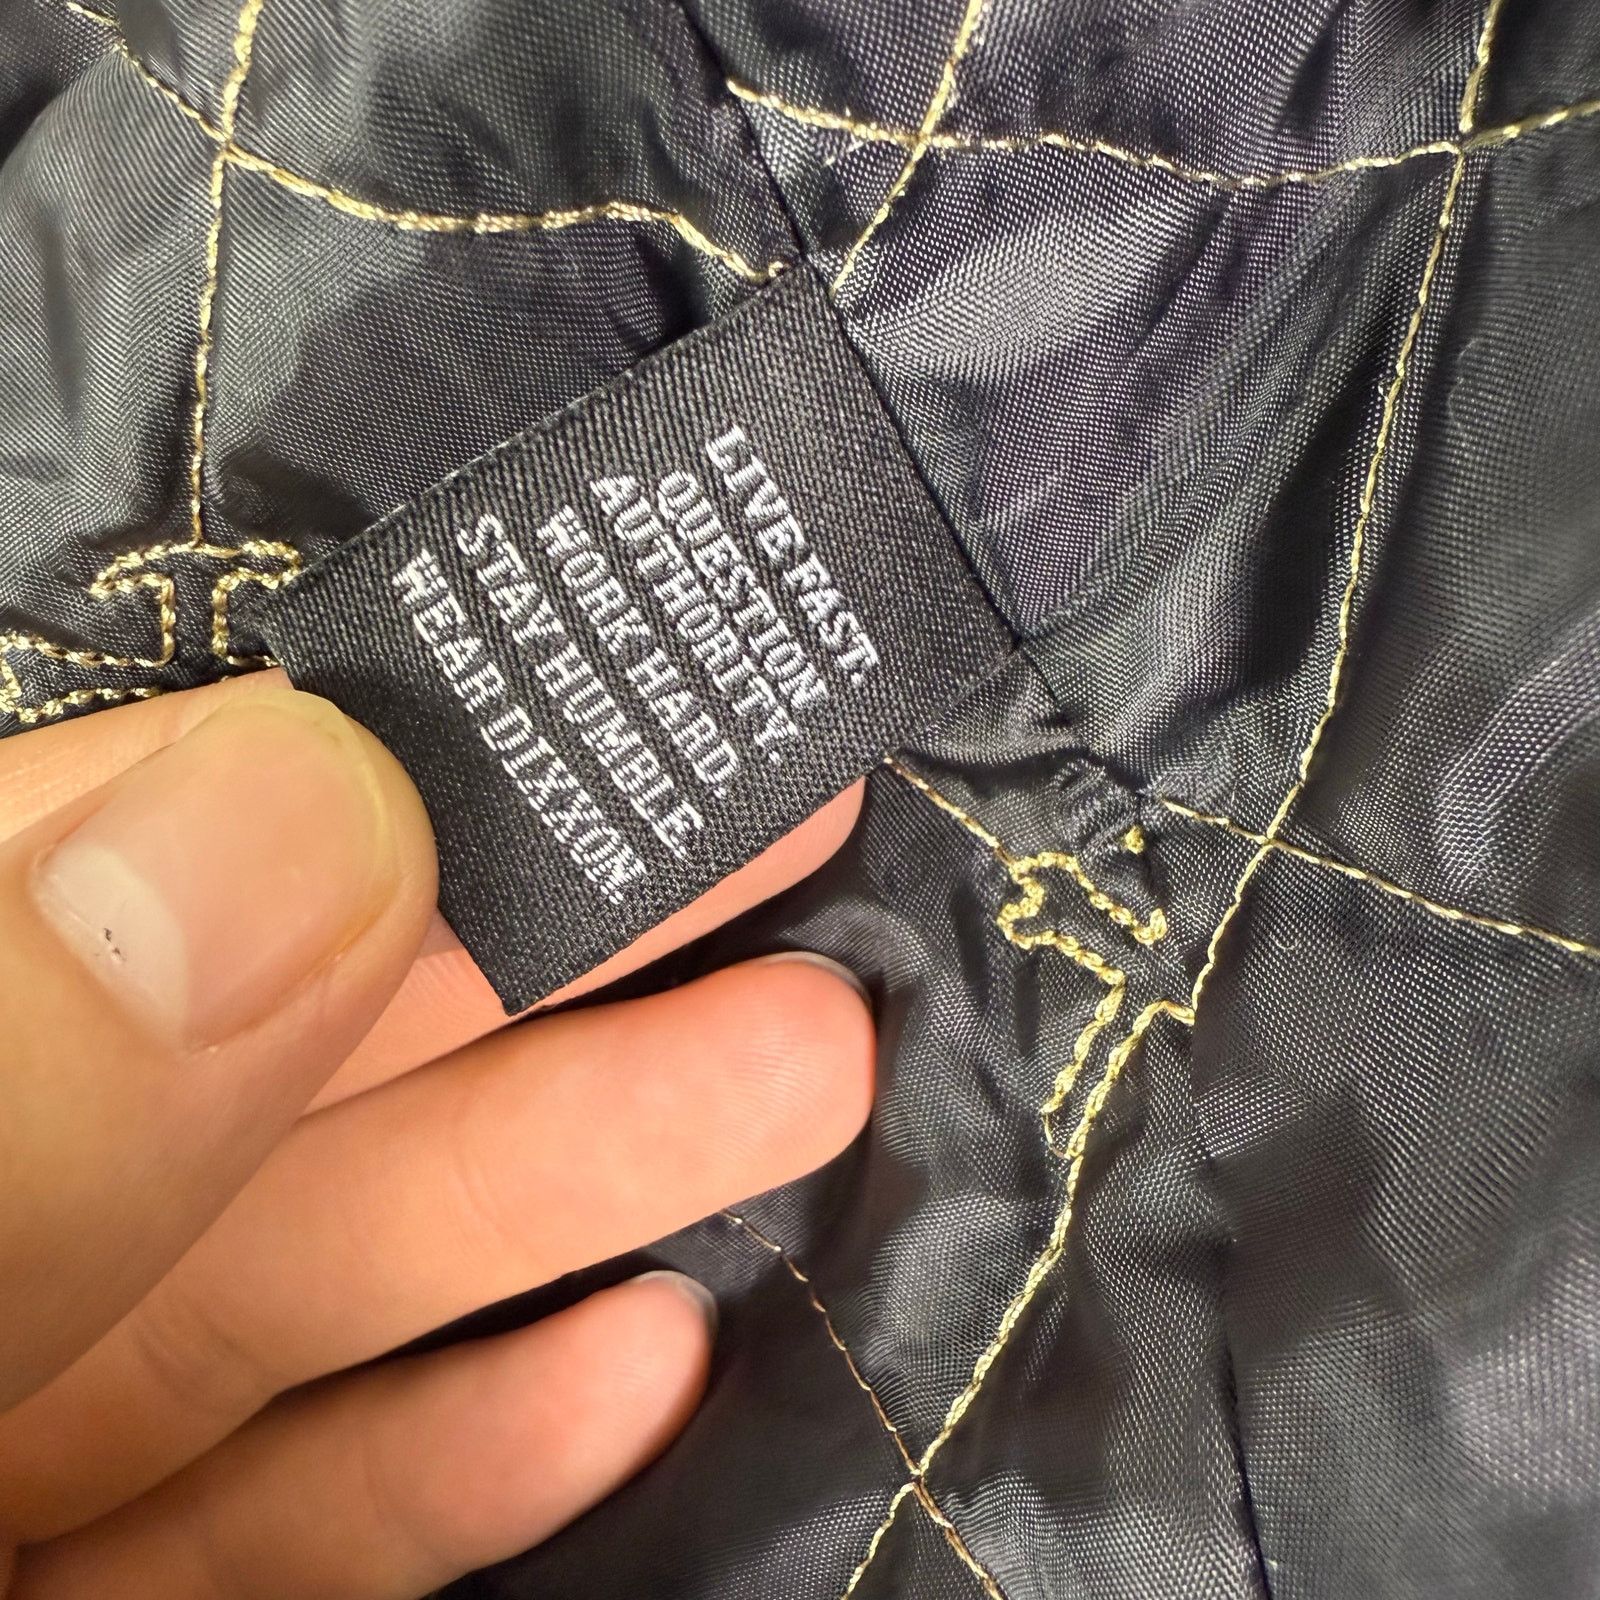 LIVE FAST.
QUESTION
AUTHORITY.
WORK HARD.
STAY HUMBLE.
WEAR DIXXON.